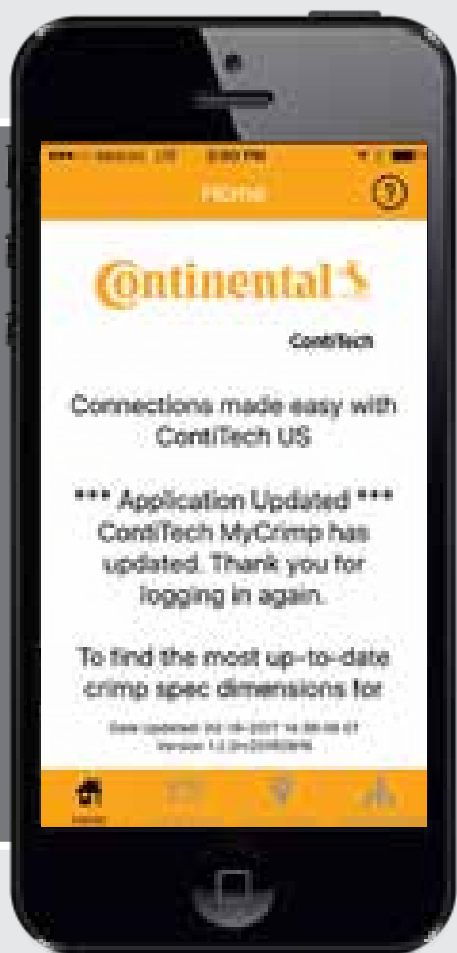 Home
?
Continental
ContiTech
Connections made easy with
ContiTech US
*** Application Updated ***
ContiTech MyCrimp has
updated. Thank you for
logging in again.
To find the most up-to-date
crimp spec dimensions for
Home